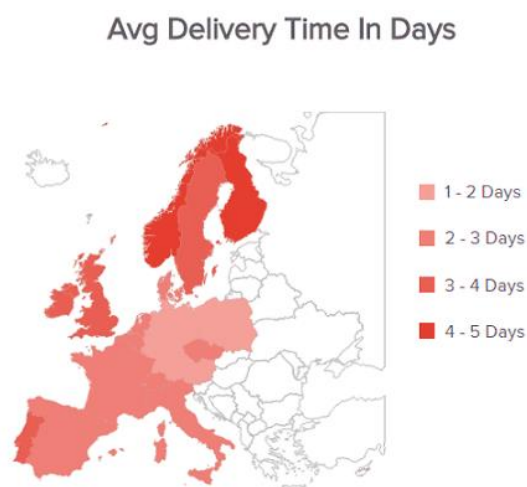 Avg Delivery Time In Days
1 - 2 Days
2 - 3 Days
3 - 4 Days
4 - 5 Days